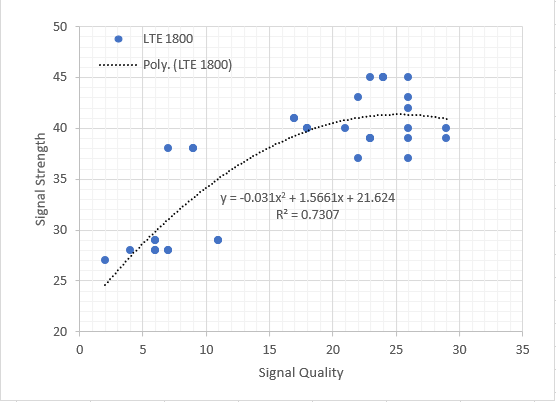 50
45
40
35
30
25
20
0 5 10 15 20 25 30 35
Signal Strength
Signal Quality
LTE 1800
Poly. (LTE 1800)
y = -0.031x² + 1.5661x + 21.624
R² = 0.7307